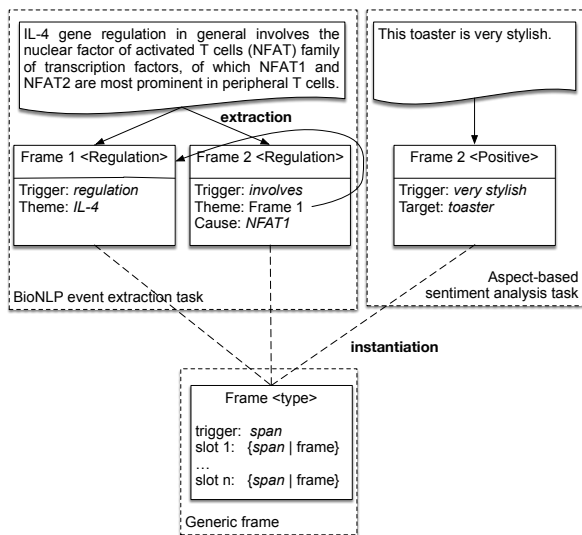 IL-4 gene regulation in general involves the
nuclear factor of activated T cells (NFAT) family
of transcription factors, of which NFAT1 and
NFAT2 are most prominent in peripheral T cells.
This toaster is very stylish.
extraction
Frame 1 <Regulation>
Trigger: regulation
Theme: IL-4
Frame 2 <Regulation>
Trigger: involves
Theme: Frame 1
Cause: NFAT1
Frame 2 <Positive>
Trigger: very stylish
Target: toaster
BioNLP event extraction task
Aspect-based
sentiment analysis task
instantiation
Frame <type>
trigger: span
slot 1: {span | frame}
...
slot n: {span | frame}
Generic frame